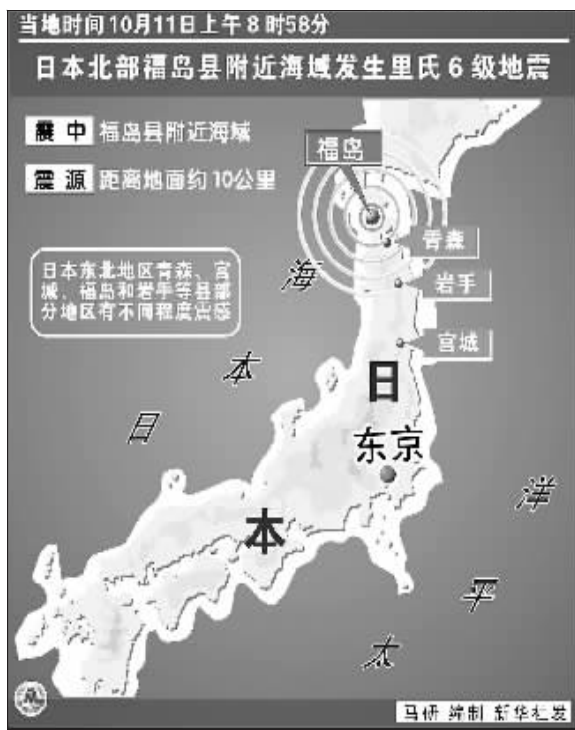 当地时间10月11日上午8时58分
日本北部福岛县附近海域发生里氏6级地震
震中 福岛县附近海域
震源 距离地面约10公里
福岛
青森
岩手
宫城
日本东北地区青森、宫
城、福岛和岩手等县部
分地区有不同程度震感
日本海
日本
东京
太平洋
马研 编制 新华社发